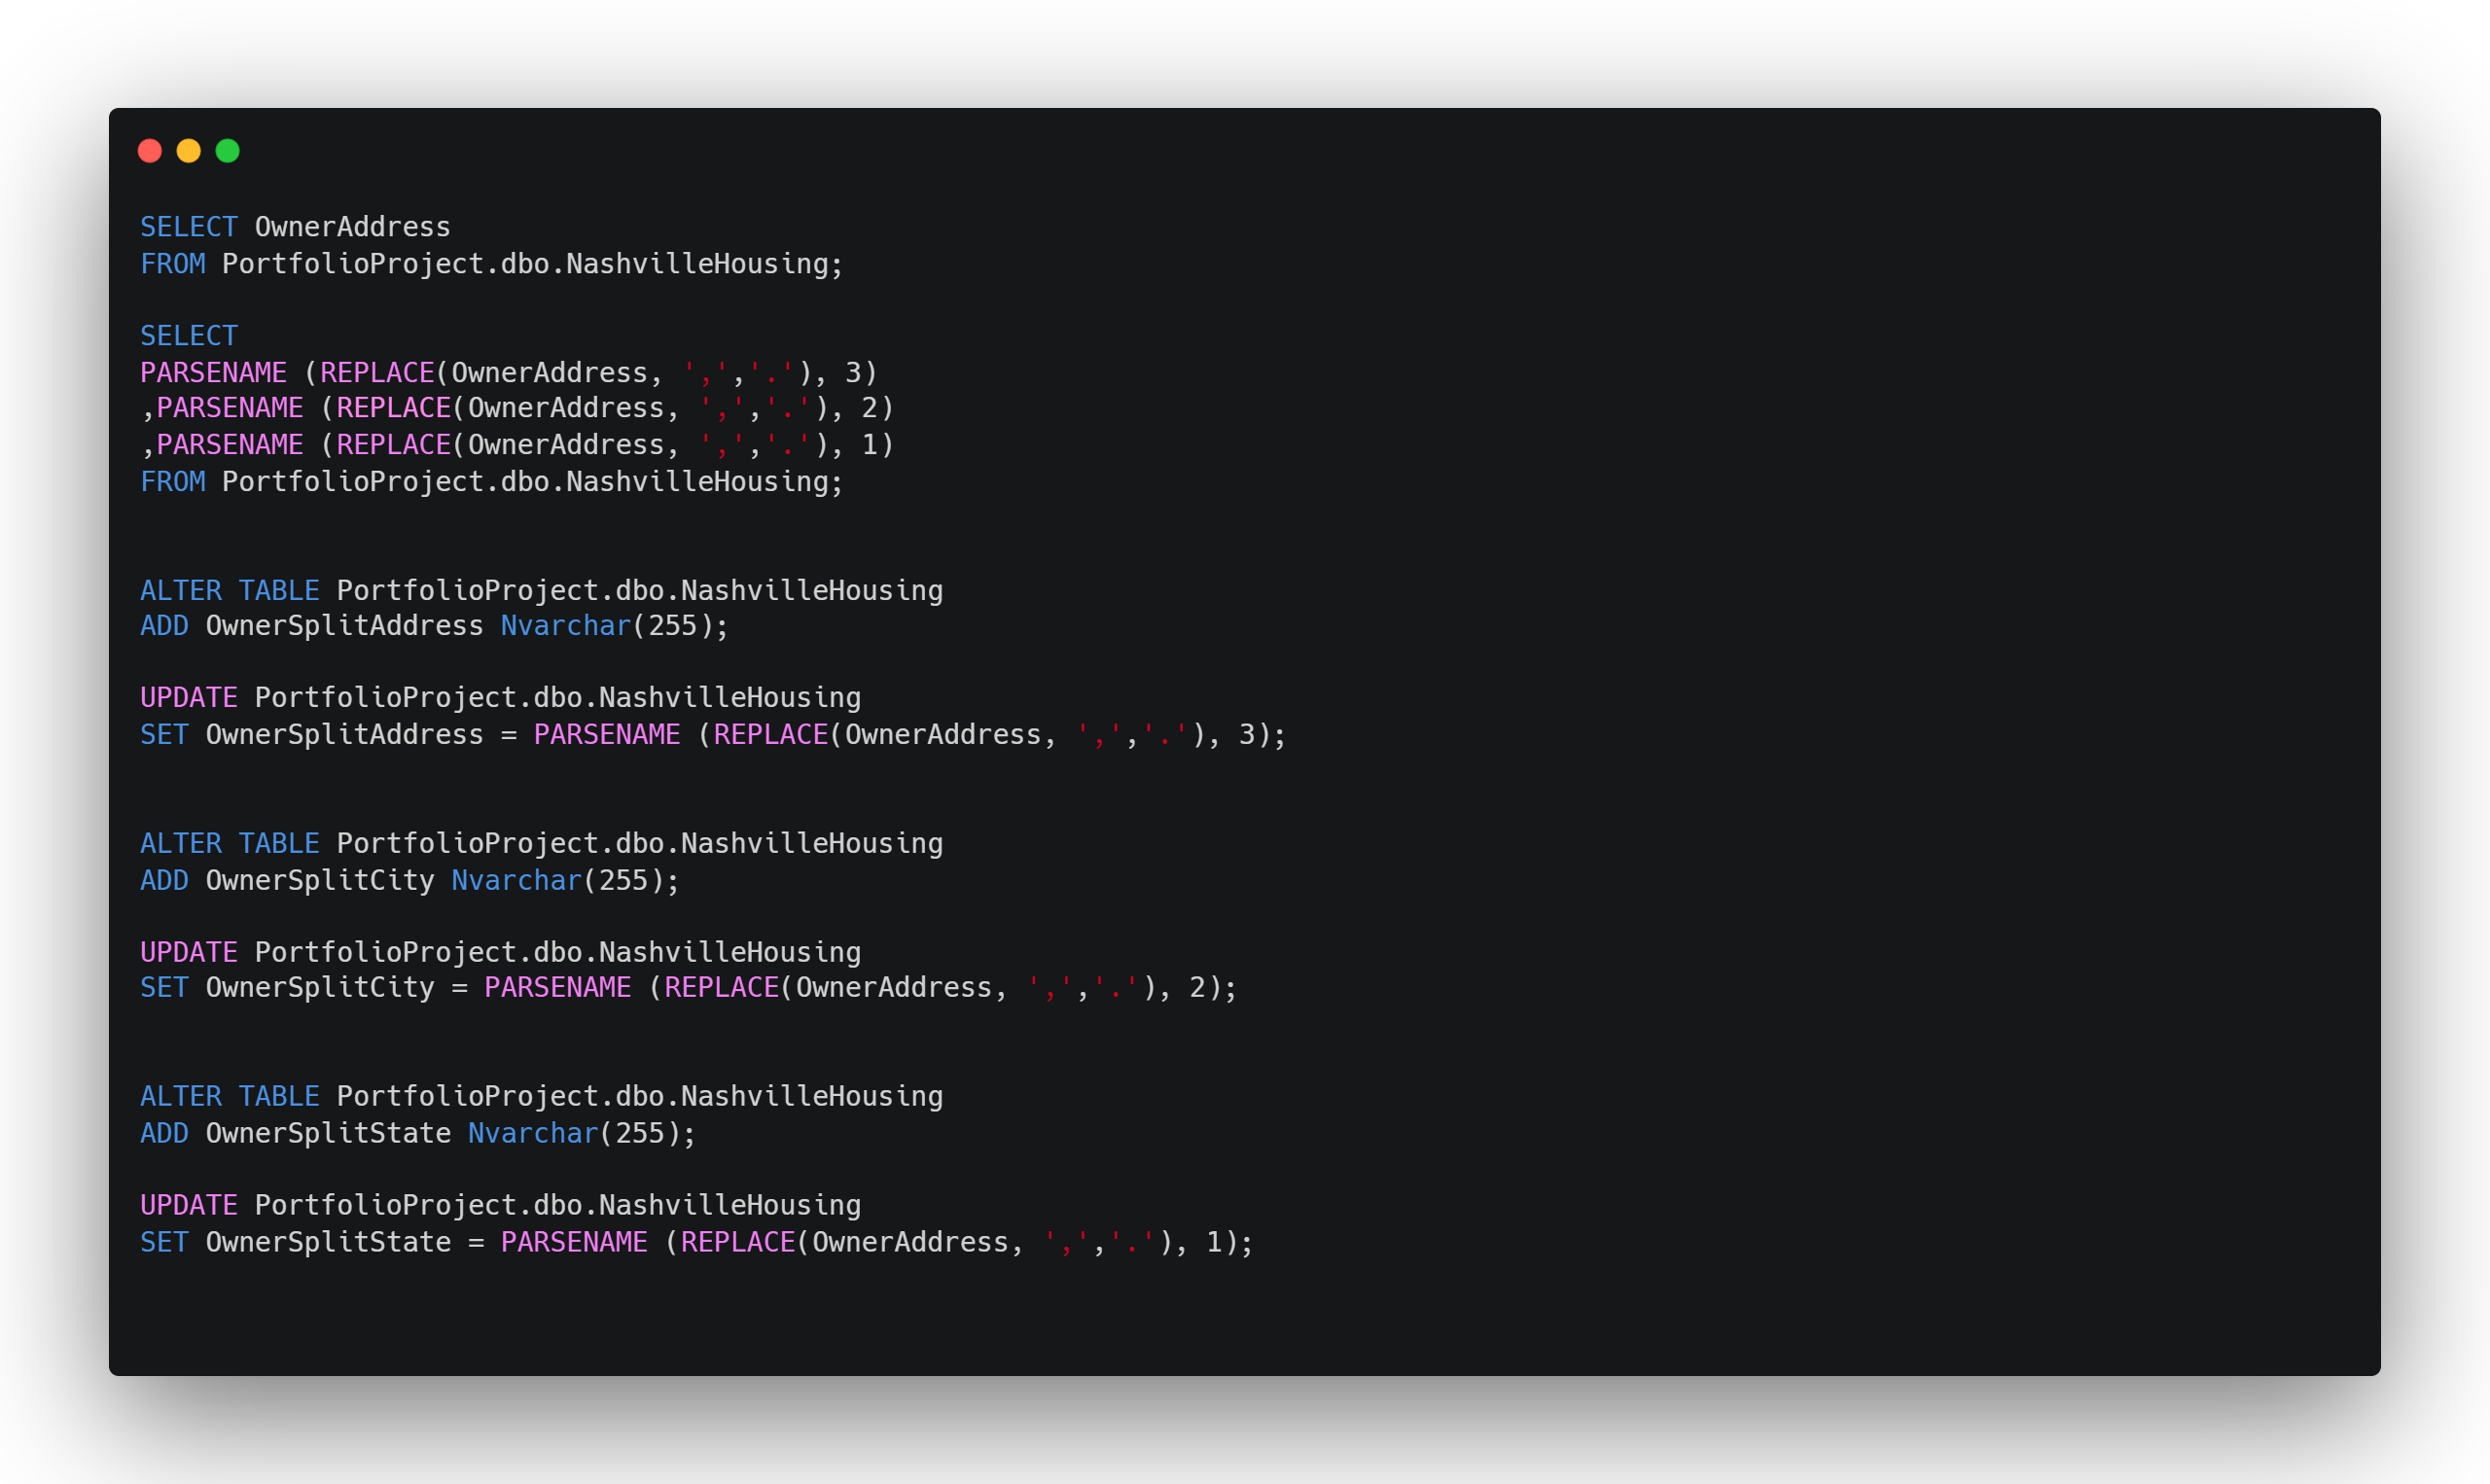 SELECT OwnerAddress
FROM PortfolioProject.dbo.NashvilleHousing;
SELECT
PARSENAME (REPLACE(OwnerAddress, ',','.'), 3)
,PARSENAME (REPLACE(OwnerAddress, ',','.'), 2)
,PARSENAME (REPLACE(OwnerAddress, ',','.'), 1)
FROM PortfolioProject.dbo.NashvilleHousing;
ALTER TABLE PortfolioProject.dbo.NashvilleHousing
ADD OwnerSplitAddress Nvarchar(255);
UPDATE PortfolioProject.dbo.NashvilleHousing
SET OwnerSplitAddress = PARSENAME (REPLACE(OwnerAddress, ',','.'), 3);
ALTER TABLE PortfolioProject.dbo.NashvilleHousing
ADD OwnerSplitCity Nvarchar(255);
UPDATE PortfolioProject.dbo.NashvilleHousing
SET OwnerSplitCity = PARSENAME (REPLACE(OwnerAddress, ',','.'), 2);
ALTER TABLE PortfolioProject.dbo.NashvilleHousing
ADD OwnerSplitState Nvarchar(255);
UPDATE PortfolioProject.dbo.NashvilleHousing
SET OwnerSplitState = PARSENAME (REPLACE(OwnerAddress, ',','.'), 1);